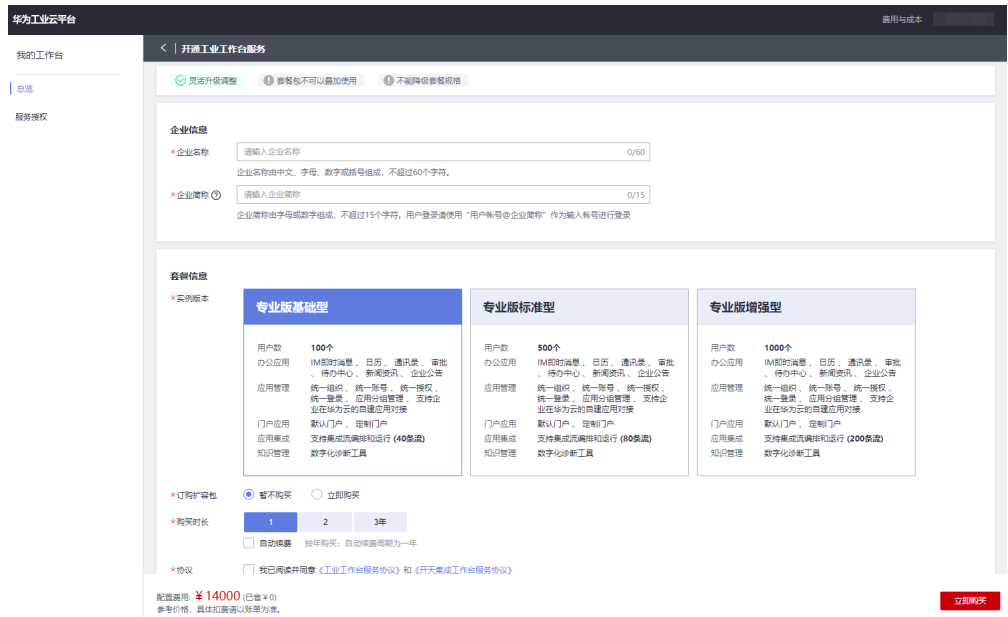 华为工业云平台
费用与成本
我的工作台
总览
服务授权
开通工业工作台服务
灵活升级调整 套餐包不可以叠加使用 不能降级套餐规格
企业信息
*企业名称 请输入企业名称 0/60
企业名称由中文、字母、数字或括号组成，不超过60个字符。
*企业简称 请输入企业简称 0/15
企业简称由字母或数字组成，不超过15个字符。用户登录请使用“用户帐号@企业简称”作为输入帐号进行登录
套餐信息
*实例版本
专业版基础型
用户数 100个
办公应用 IM即时消息 、 日历 、 通讯录 、 审批
、 待办中心 、 新闻资讯 、 企业公告
应用管理 统一组织 、 统一账号 、 统一授权 、
统一登录 、 应用分组管理 、 支持企
业在华为云的自建应用对接
门户应用 默认门户 、 定制门户
应用集成 支持集成流编排和运行 (40条流)
知识管理 数字化诊断工具
专业版标准型
用户数 500个
办公应用 IM即时消息 、 日历 、 通讯录 、 审批
、 待办中心 、 新闻资讯 、 企业公告
应用管理 统一组织 、 统一账号 、 统一授权 、
统一登录 、 应用分组管理 、 支持企
业在华为云的自建应用对接
门户应用 默认门户 、 定制门户
应用集成 支持集成流编排和运行 (80条流)
知识管理 数字化诊断工具
专业版增强型
用户数 1000个
办公应用 IM即时消息 、 日历 、 通讯录 、 审批
、 待办中心 、 新闻资讯 、 企业公告
应用管理 统一组织 、 统一账号 、 统一授权 、
统一登录 、 应用分组管理 、 支持企
业在华为云的自建应用对接
门户应用 默认门户 、 定制门户
应用集成 支持集成流编排和运行 (200条流)
知识管理 数字化诊断工具
*订购扩容包 暂不购买 立即购买
*购买时长 1 2 3年
自动续费 按年购买：自动续费周期为一年
*协议 我已阅读并同意《工业工作台服务协议》和《开天集成工作台服务协议》
配置费用: ¥14000 (已省¥0)
参考价格，具体扣费请以账单为准。
立即购买